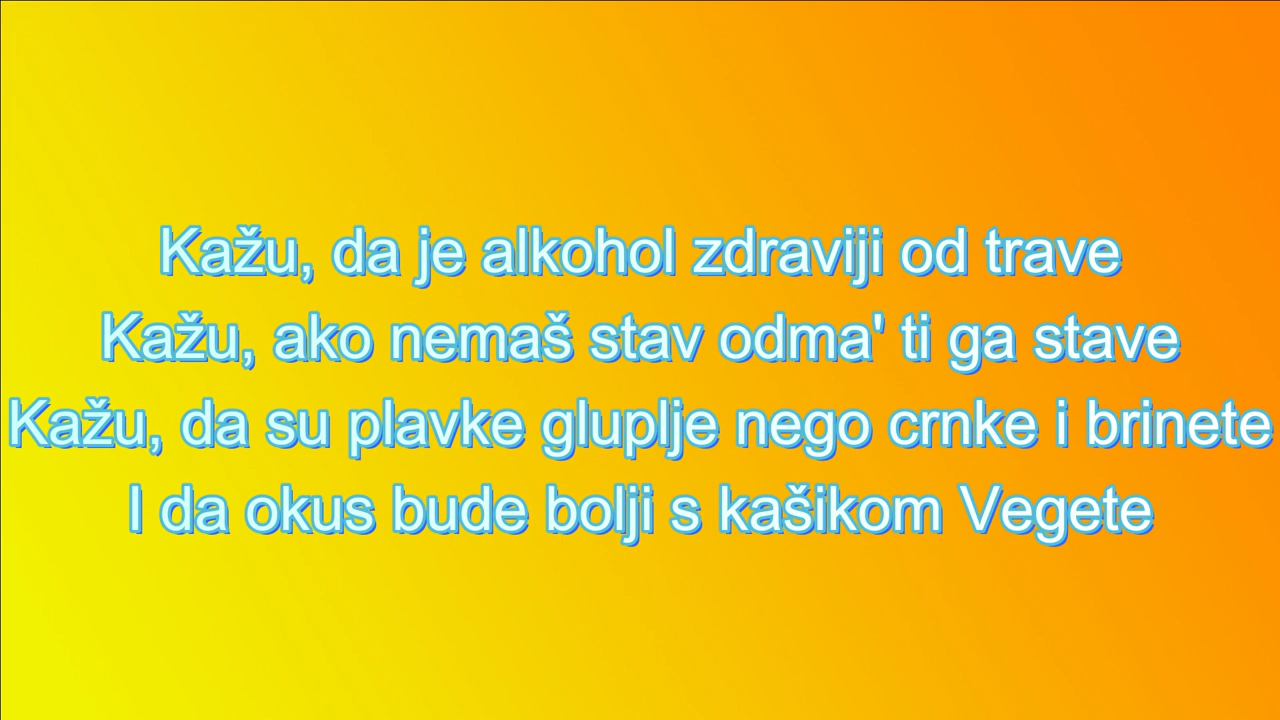 Kažu, da je alkohol zdraviji od trave
Kažu, ako nemaš stav odma' ti ga stave
Kažu, da su plavke gluplje nego crnke i brinete
I da okus bude bolji s kašikom Vegete